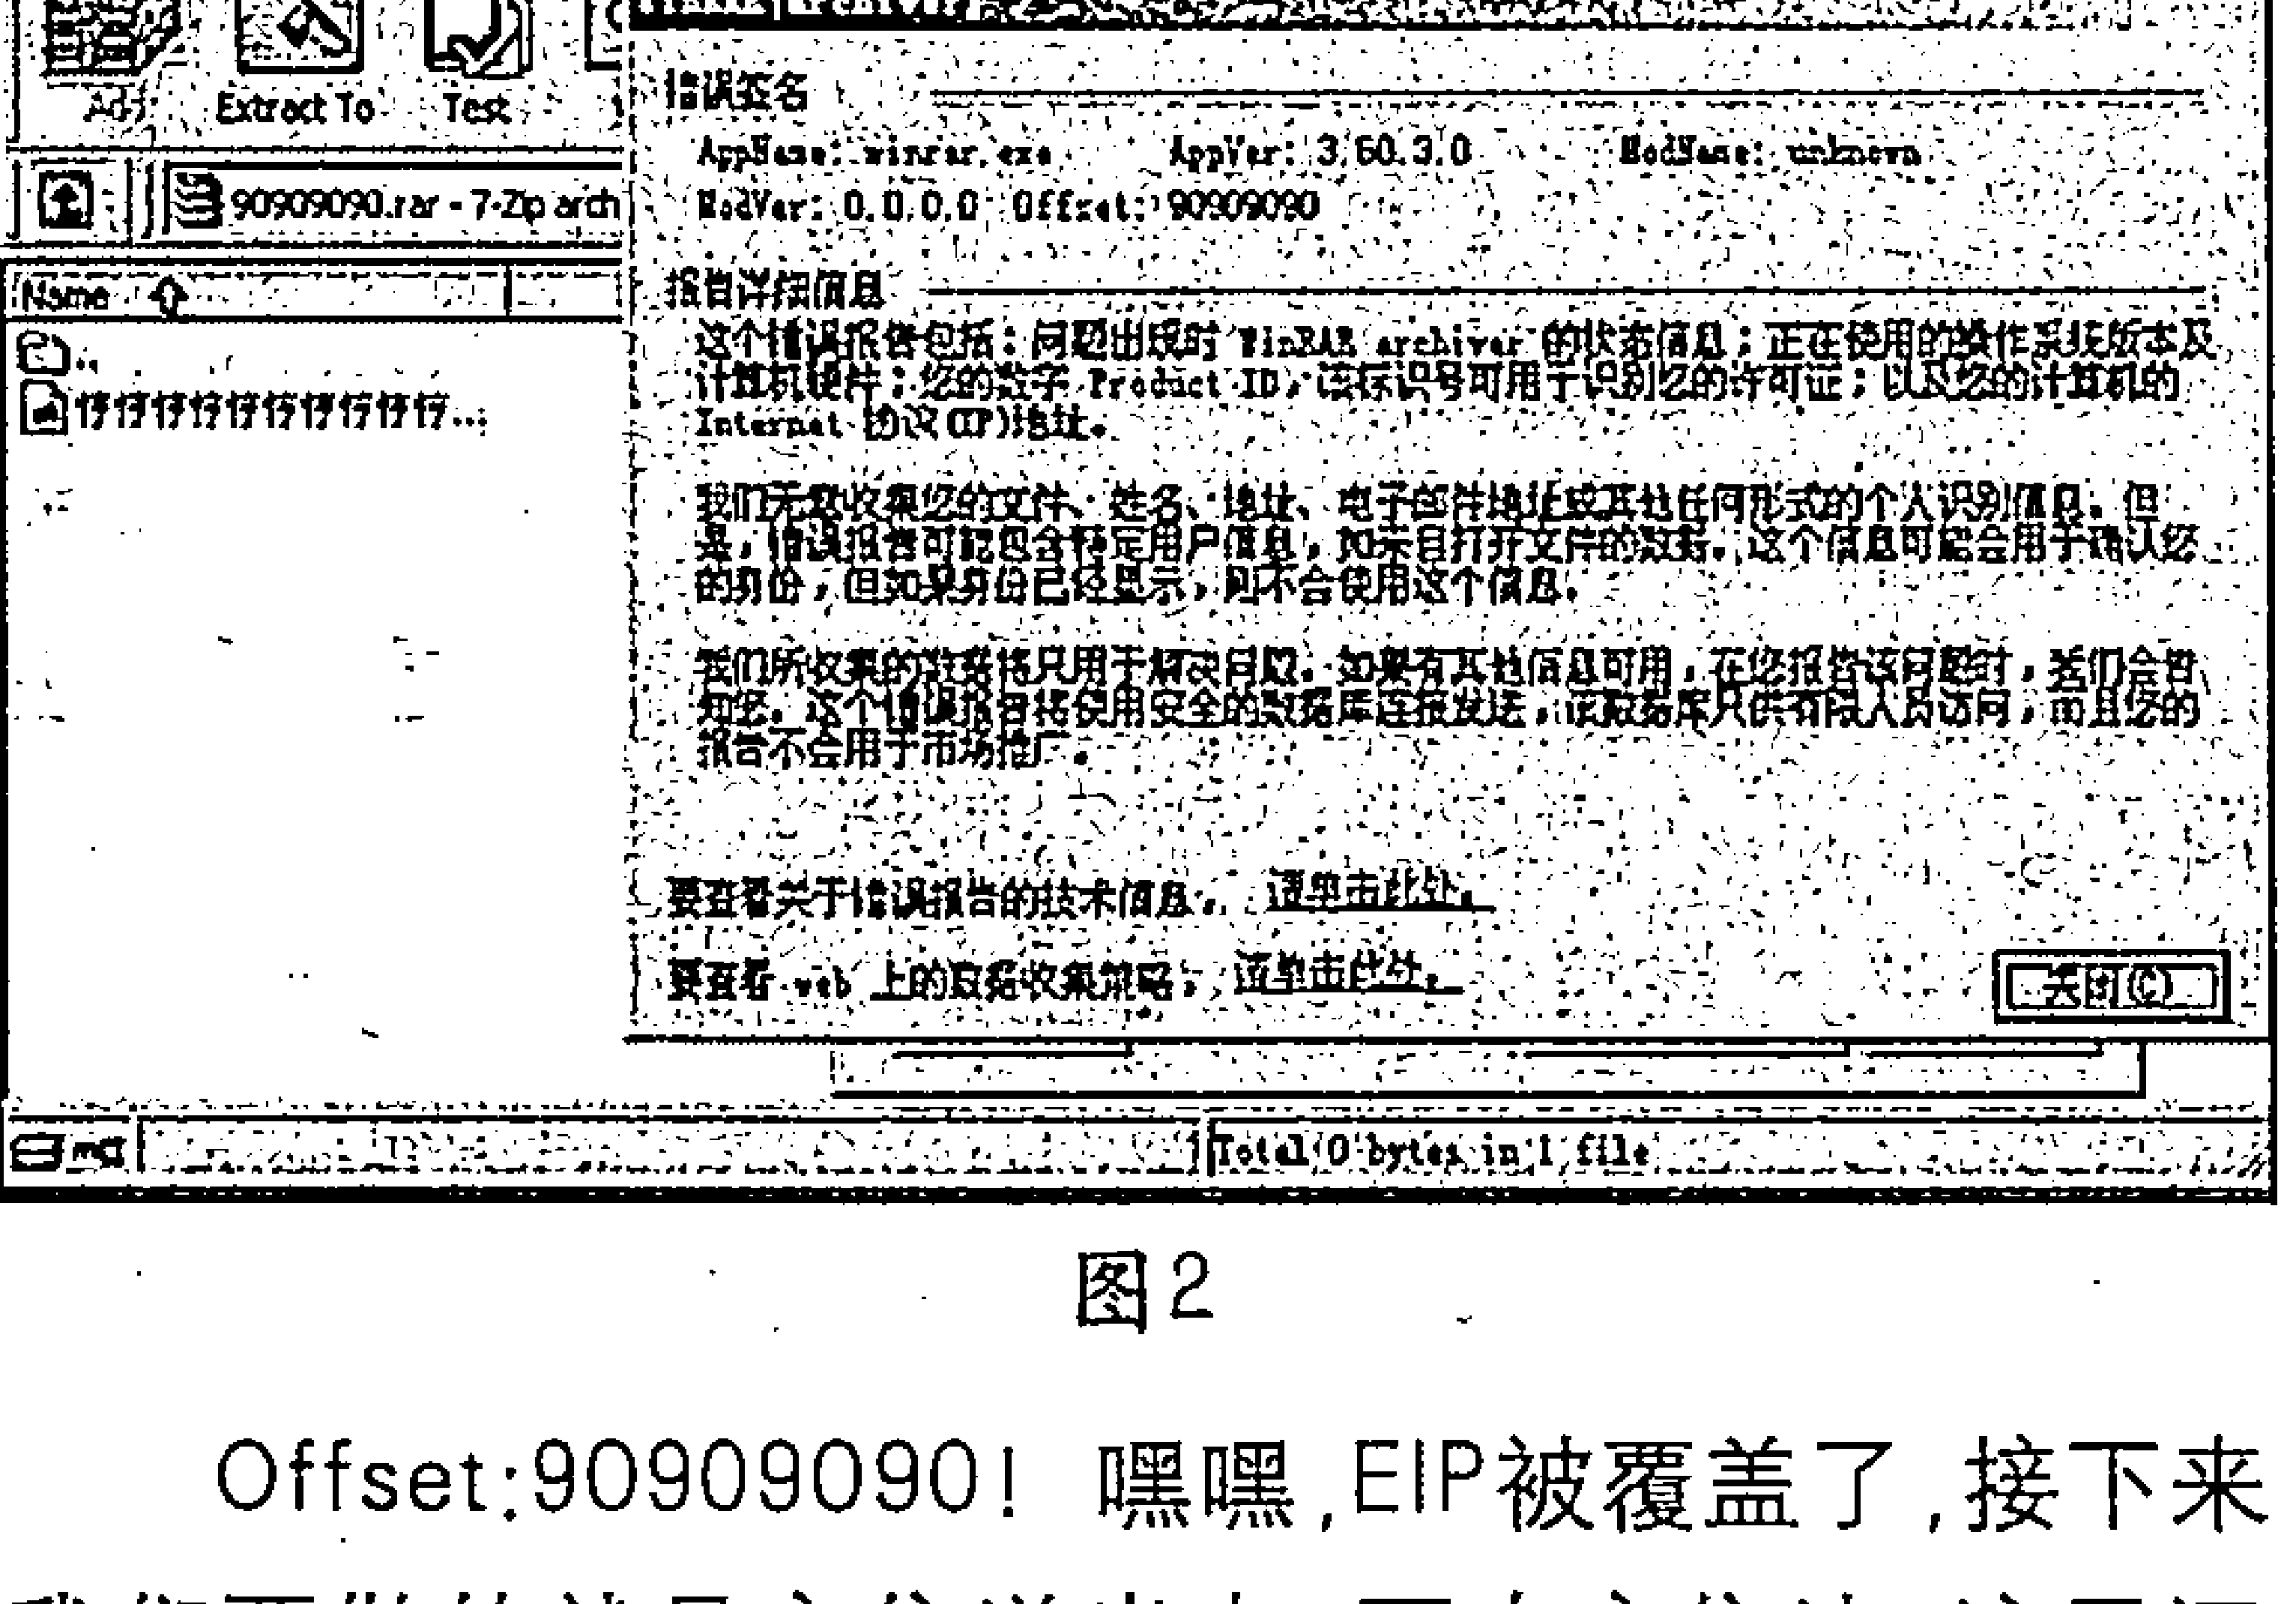 Add
Extract To
Test
90909090.rar - 7-Zip arch
Name
..
错误签名
AppName: winrar.exe AppVer: 3.60.3.0 ModName: unknown
ModVer: 0.0.0.0 Offset: 90909090
报告详细信息
这个错误报告包括：问题出现时 WinRAR archiver 的状态信息；正在使用的操作系统版本及
计算机硬件；您的数字 Product ID，该标识号可用于识别您的许可证；以及您的计算机的
Internet 协议(IP)地址。
我们无意收集您的文件、姓名、地址、电子邮件地址或其他任何形式的个人识别信息。但
是，错误报告可能包含特定用户信息，如来自打开文件的数据。这个信息可能会用于确认您
的身份，但如果身份已经显示，则不会使用这个信息。
我们所收集的数据将只用于解决问题。如果有其他信息可用，在您报告该问题时，我们会告
知您。这个错误报告将使用安全的数据库连接发送，该数据库只供有限人员访问，而且您的
报告不会用于市场推广。
要查看关于错误报告的技术信息， 请单击此处。
要查看 web 上的数据收集策略， 请单击此处。
关闭(C)
Total 0 bytes in 1 file
图2
Offset:90909090! 嘿嘿,EIP被覆盖了,接下来